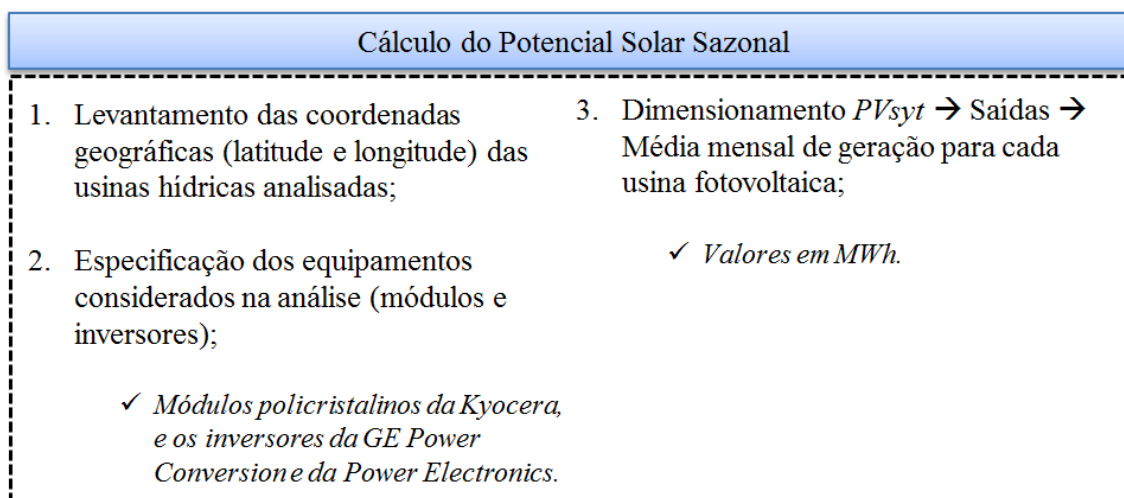 Cálculo do Potencial Solar Sazonal
1. Levantamento das coordenadas
geográficas (latitude e longitude) das
usinas hídricas analisadas;
2. Especificação dos equipamentos
considerados na análise (módulos e
inversores);
✓ Módulos policristalinos da Kyocera,
e os inversores da GE Power
Conversion e da Power Electronics.
3. Dimensionamento PVsyt → Saídas →
Média mensal de geração para cada
usina fotovoltaica;
✓ Valores em MWh.